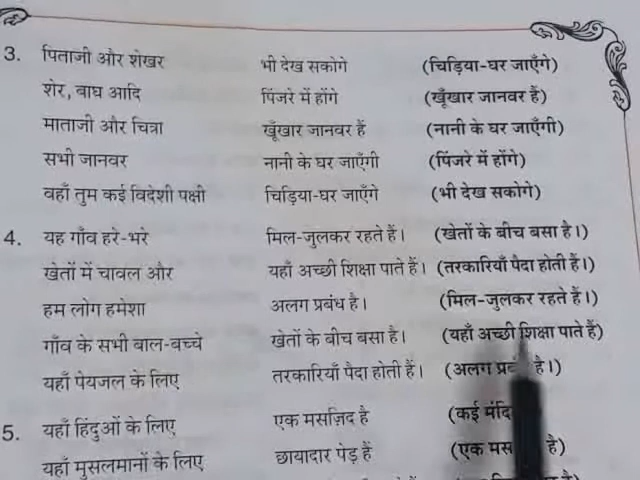 3. पिताजी और शेखर भी देख सकोगे (चिड़िया-घर जाएँगे)
शेर, बाघ आदि पिंजरे में होंगे (खूँखार जानवर हैं)
माताजी और चित्रा खूँखार जानवर हैं (नानी के घर जाएँगी)
सभी जानवर नानी के घर जाएँगी (पिंजरे में होंगे)
वहाँ तुम कई विदेशी पक्षी चिड़िया-घर जाएँगे (भी देख सकोगे)
4. यह गाँव हरे-भरे मिल-जुलकर रहते हैं। (खेतों के बीच बसा है।)
खेतों में चावल और यहाँ अच्छी शिक्षा पाते हैं। (तरकारियाँ पैदा होती हैं।)
हम लोग हमेशा अलग प्रबंध है। (मिल-जुलकर रहते हैं।)
गाँव के सभी बाल-बच्चे खेतों के बीच बसा है। (यहाँ अच्छी शिक्षा पाते हैं)
यहाँ पेयजल के लिए तरकारियाँ पैदा होती हैं। (अलग है।)
5. यहाँ हिंदुओं के लिए एक मसज़िद है (कई
यहाँ मुसलमानों के लिए छायादार पेड़ हैं (एक है)